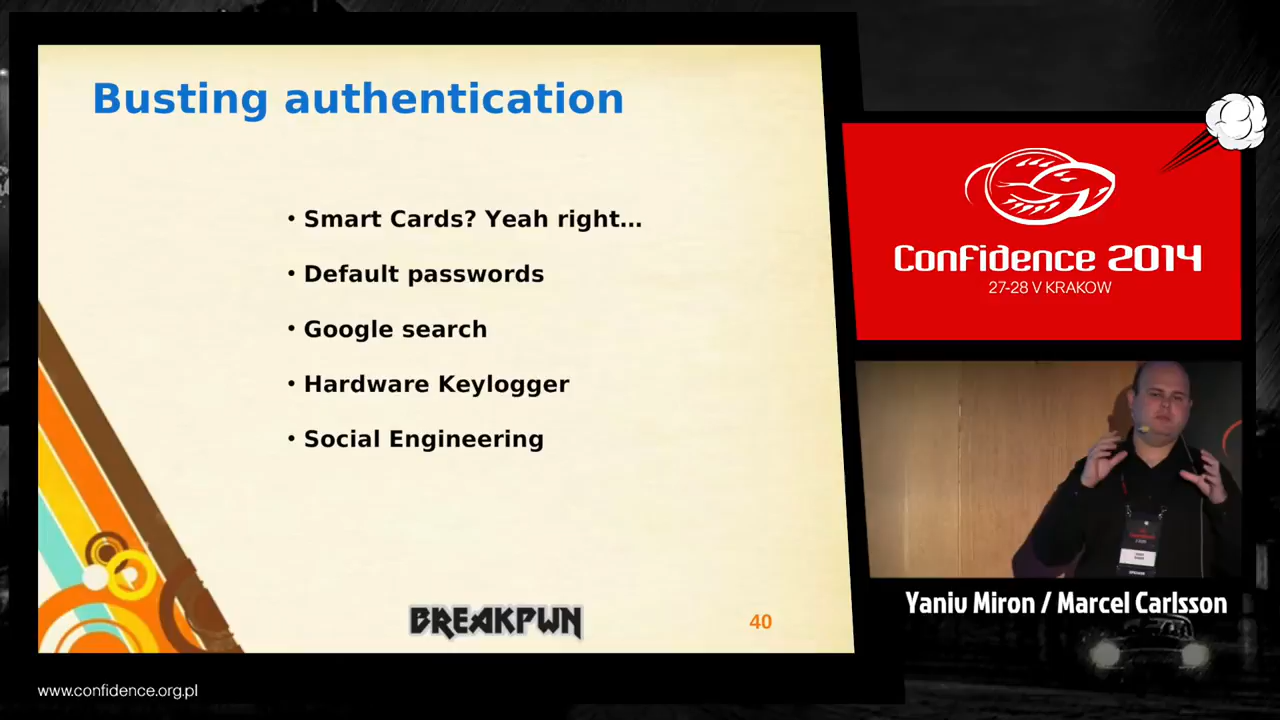 Busting authentication
• Smart Cards? Yeah right…
• Default passwords
• Google search
• Hardware Keylogger
• Social Engineering
BREAKPWN
40
Confidence 2014
27-28 V KRAKOW
Yaniv Miron / Marcel Carlsson
www.confidence.org.pl